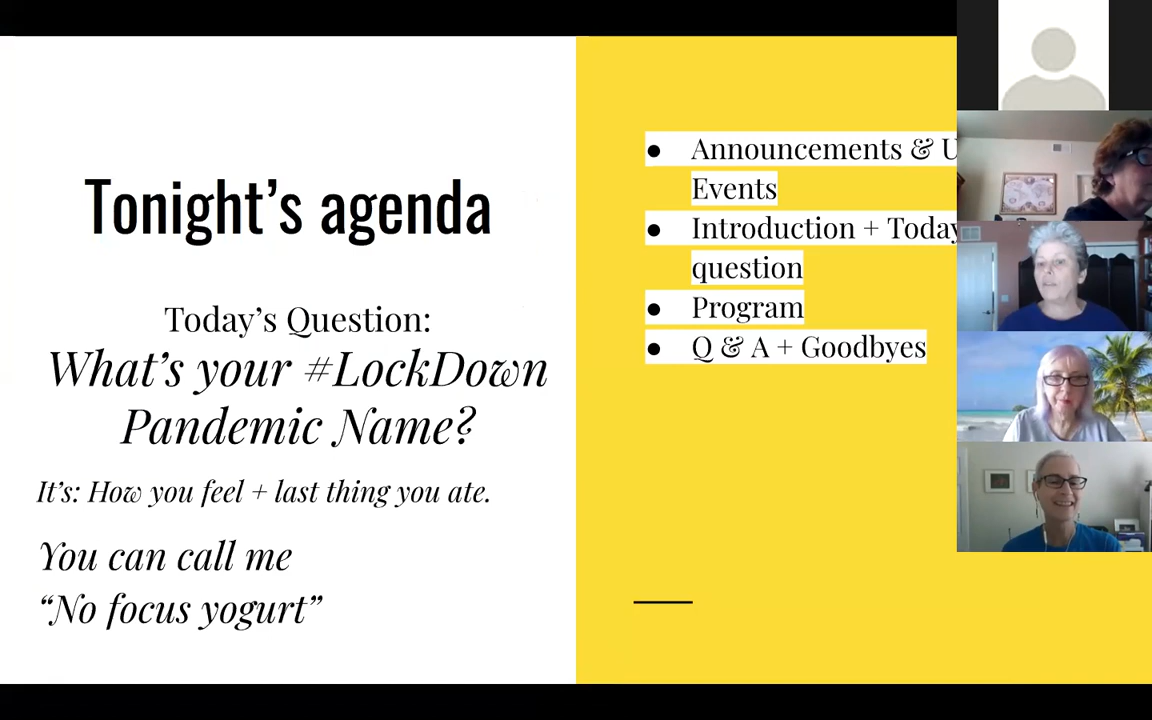 Tonight’s agenda
Today’s Question:
What’s your #LockDown
Pandemic Name?
It’s: How you feel + last thing you ate.
You can call me
“No focus yogurt”
● Announcements & U
Events
● Introduction + Today
question
● Program
● Q & A + Goodbyes